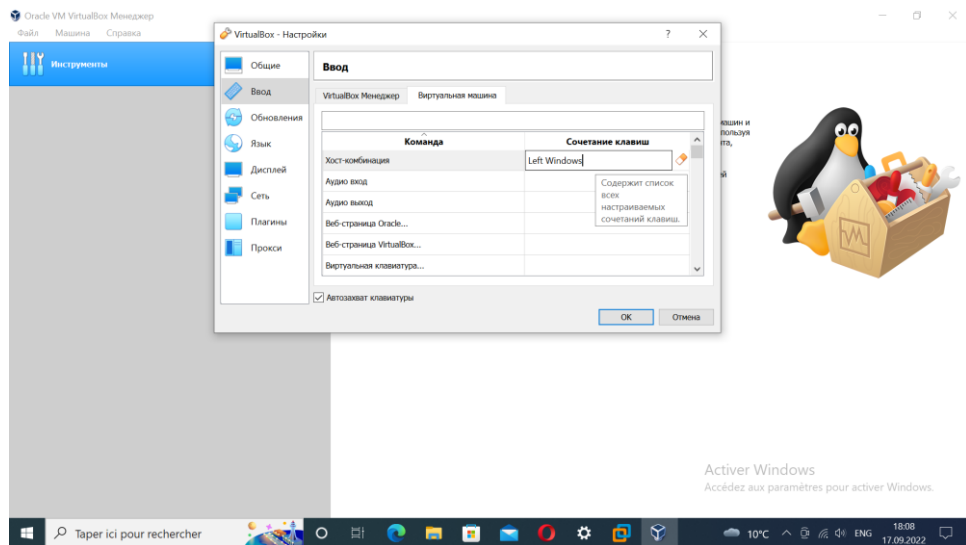 Oracle VM VirtualBox Менеджер
Файл Машина Справка
Инструменты
VirtualBox - Настройки
?
Общие
Ввод
Обновления
Язык
Дисплей
Сеть
Плагины
Прокси
Ввод
VirtualBox Менеджер Виртуальная машина
Команда Сочетание клавиш
Хост-комбинация Left Windows
Аудио вход
Аудио выход
Веб-страница Oracle...
Веб-страница VirtualBox...
Виртуальная клавиатура...
Содержит список
всех
настраиваемых
сочетаний клавиш.
Автозахват клавиатуры
OK Отмена
машин и
Activer Windows
Accédez aux paramètres pour activer Windows.
Taper ici pour rechercher
10°C ENG 18:08
17.09.2022